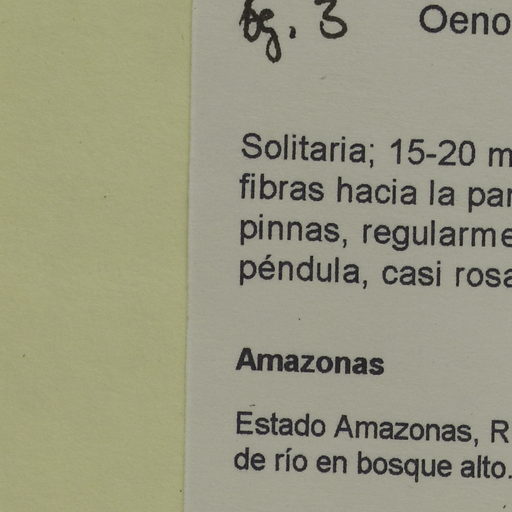 fg. 3 Oeno
Solitaria; 15-20 m
fibras hacia la par
pinnas, regularme
péndula, casi rosa
Amazonas
Estado Amazonas, R
de río en bosque alto.